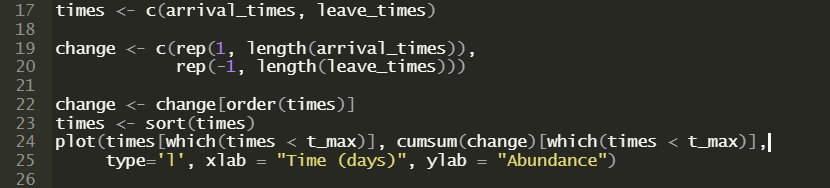 17 times <- c(arrival_times, leave_times)
18
19 change <- c(rep(1, length(arrival_times)),
20             rep(-1, length(leave_times)))
21
22 change <- change[order(times)]
23 times <- sort(times)
24 plot(times[which(times < t_max)], cumsum(change)[which(times < t_max)],
25      type='l', xlab = "Time (days)", ylab = "Abundance")
26